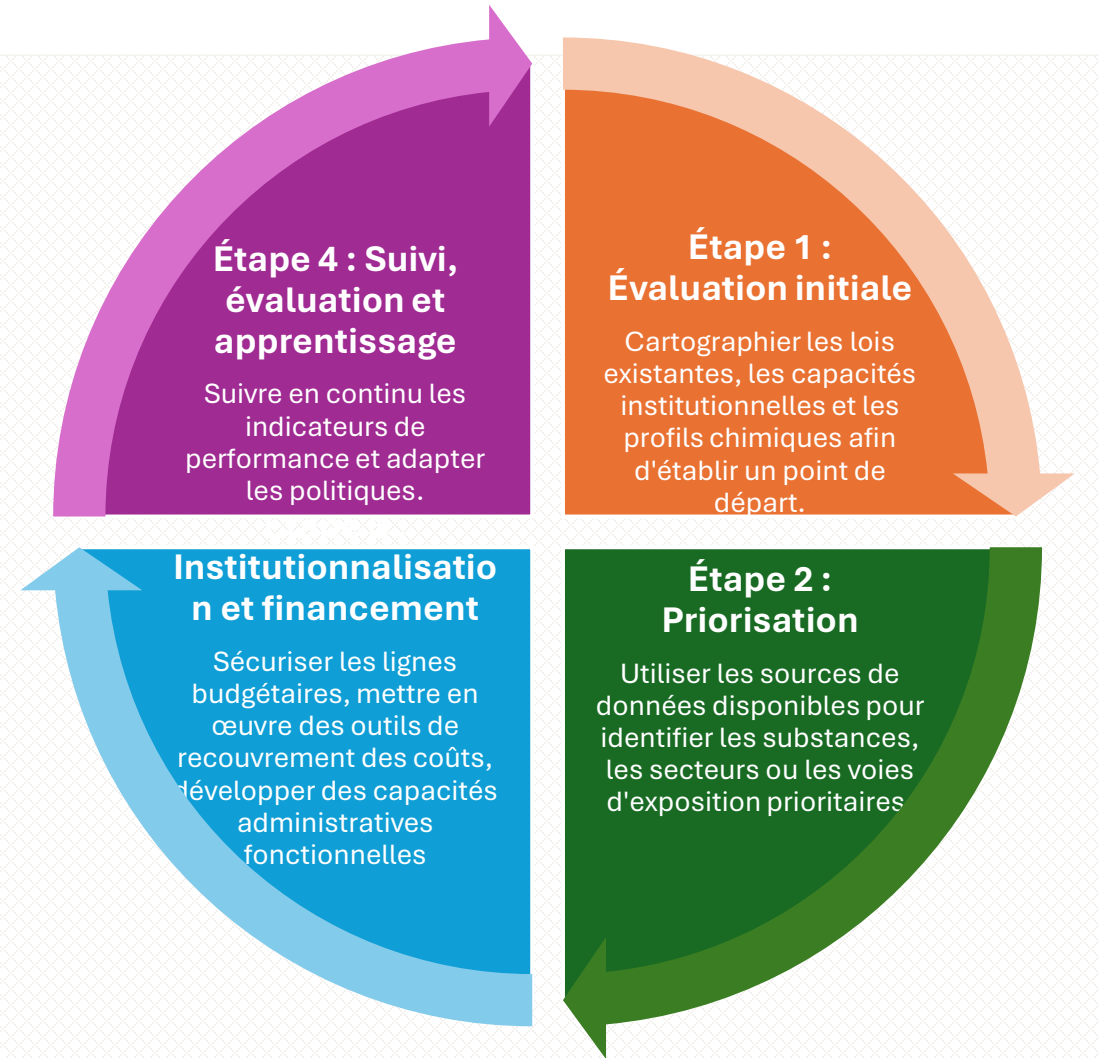 Étape 1 :
Évaluation initiale
Cartographier les lois
existantes, les capacités
institutionnelles et les
profils chimiques afin
d'établir un point de
départ.
Étape 2 :
Priorisation
Utiliser les sources de
données disponibles pour
identifier les substances,
les secteurs ou les voies
d'exposition prioritaires
Institutionnalisatio
n et financement
Sécuriser les lignes
budgétaires, mettre en
œuvre des outils de
recouvrement des coûts,
développer des capacités
administratives
fonctionnelles
Étape 4 : Suivi,
évaluation et
apprentissage
Suivre en continu les
indicateurs de
performance et adapter
les politiques.